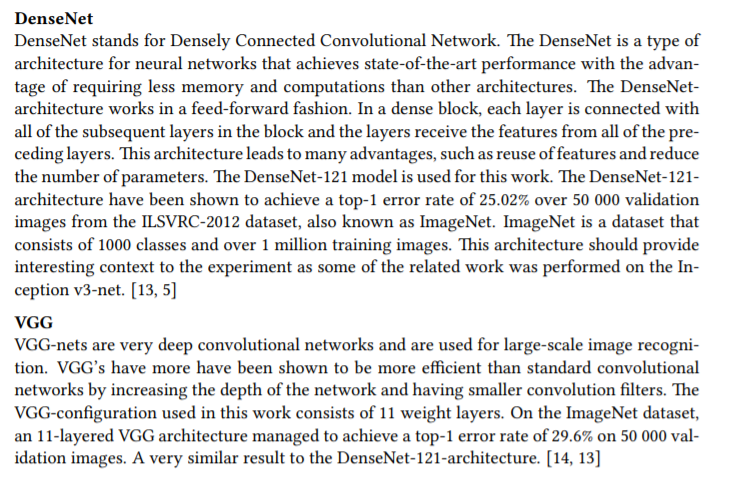 DenseNet
DenseNet stands for Densely Connected Convolutional Network. The DenseNet is a type of
architecture for neural networks that achieves state-of-the-art performance with the advan-
tage of requiring less memory and computations than other architectures. The DenseNet-
architecture works in a feed-forward fashion. In a dense block, each layer is connected with
all of the subsequent layers in the block and the layers receive the features from all of the pre-
ceding layers. This architecture leads to many advantages, such as reuse of features and reduce
the number of parameters. The DenseNet-121 model is used for this work. The DenseNet-121-
architecture have been shown to achieve a top-1 error rate of 25.02% over 50 000 validation
images from the ILSVRC-2012 dataset, also known as ImageNet. ImageNet is a dataset that
consists of 1000 classes and over 1 million training images. This architecture should provide
interesting context to the experiment as some of the related work was performed on the In-
ception v3-net. [13, 5]
VGG
VGG-nets are very deep convolutional networks and are used for large-scale image recogni-
tion. VGG's have more have been shown to be more efficient than standard convolutional
networks by increasing the depth of the network and having smaller convolution filters. The
VGG-configuration used in this work consists of 11 weight layers. On the ImageNet dataset,
an 11-layered VGG architecture managed to achieve a top-1 error rate of 29.6% on 50 000 val-
idation images. A very similar result to the DenseNet-121-architecture. [14, 13]